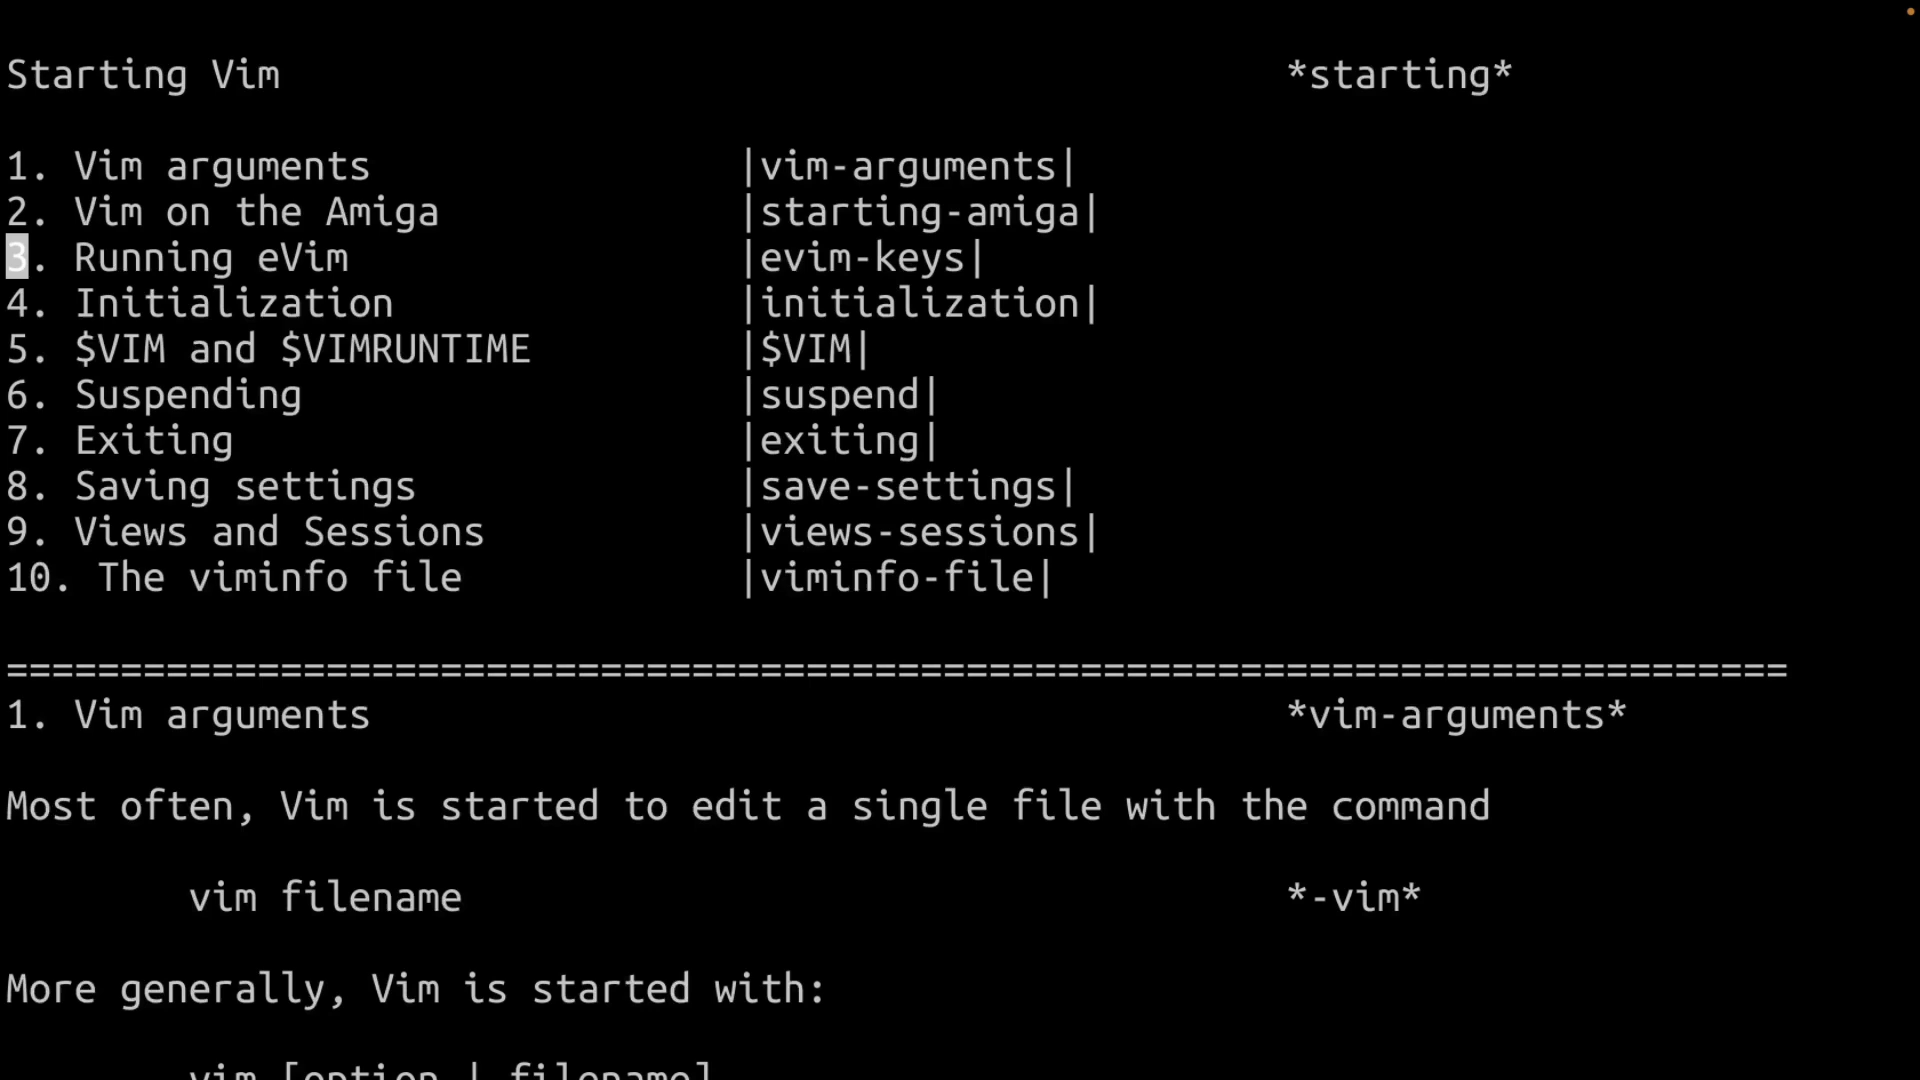 Starting Vim *starting*
1. Vim arguments |vim-arguments|
2. Vim on the Amiga |starting-amiga|
3. Running eVim |evim-keys|
4. Initialization |initialization|
5. $VIM and $VIMRUNTIME |$VIM|
6. Suspending |suspend|
7. Exiting |exiting|
8. Saving settings |save-settings|
9. Views and Sessions |views-sessions|
10. The viminfo file |viminfo-file|
==============================================================================
1. Vim arguments *vim-arguments*
Most often, Vim is started to edit a single file with the command
vim filename *-vim*
More generally, Vim is started with:
vim [option | filename]